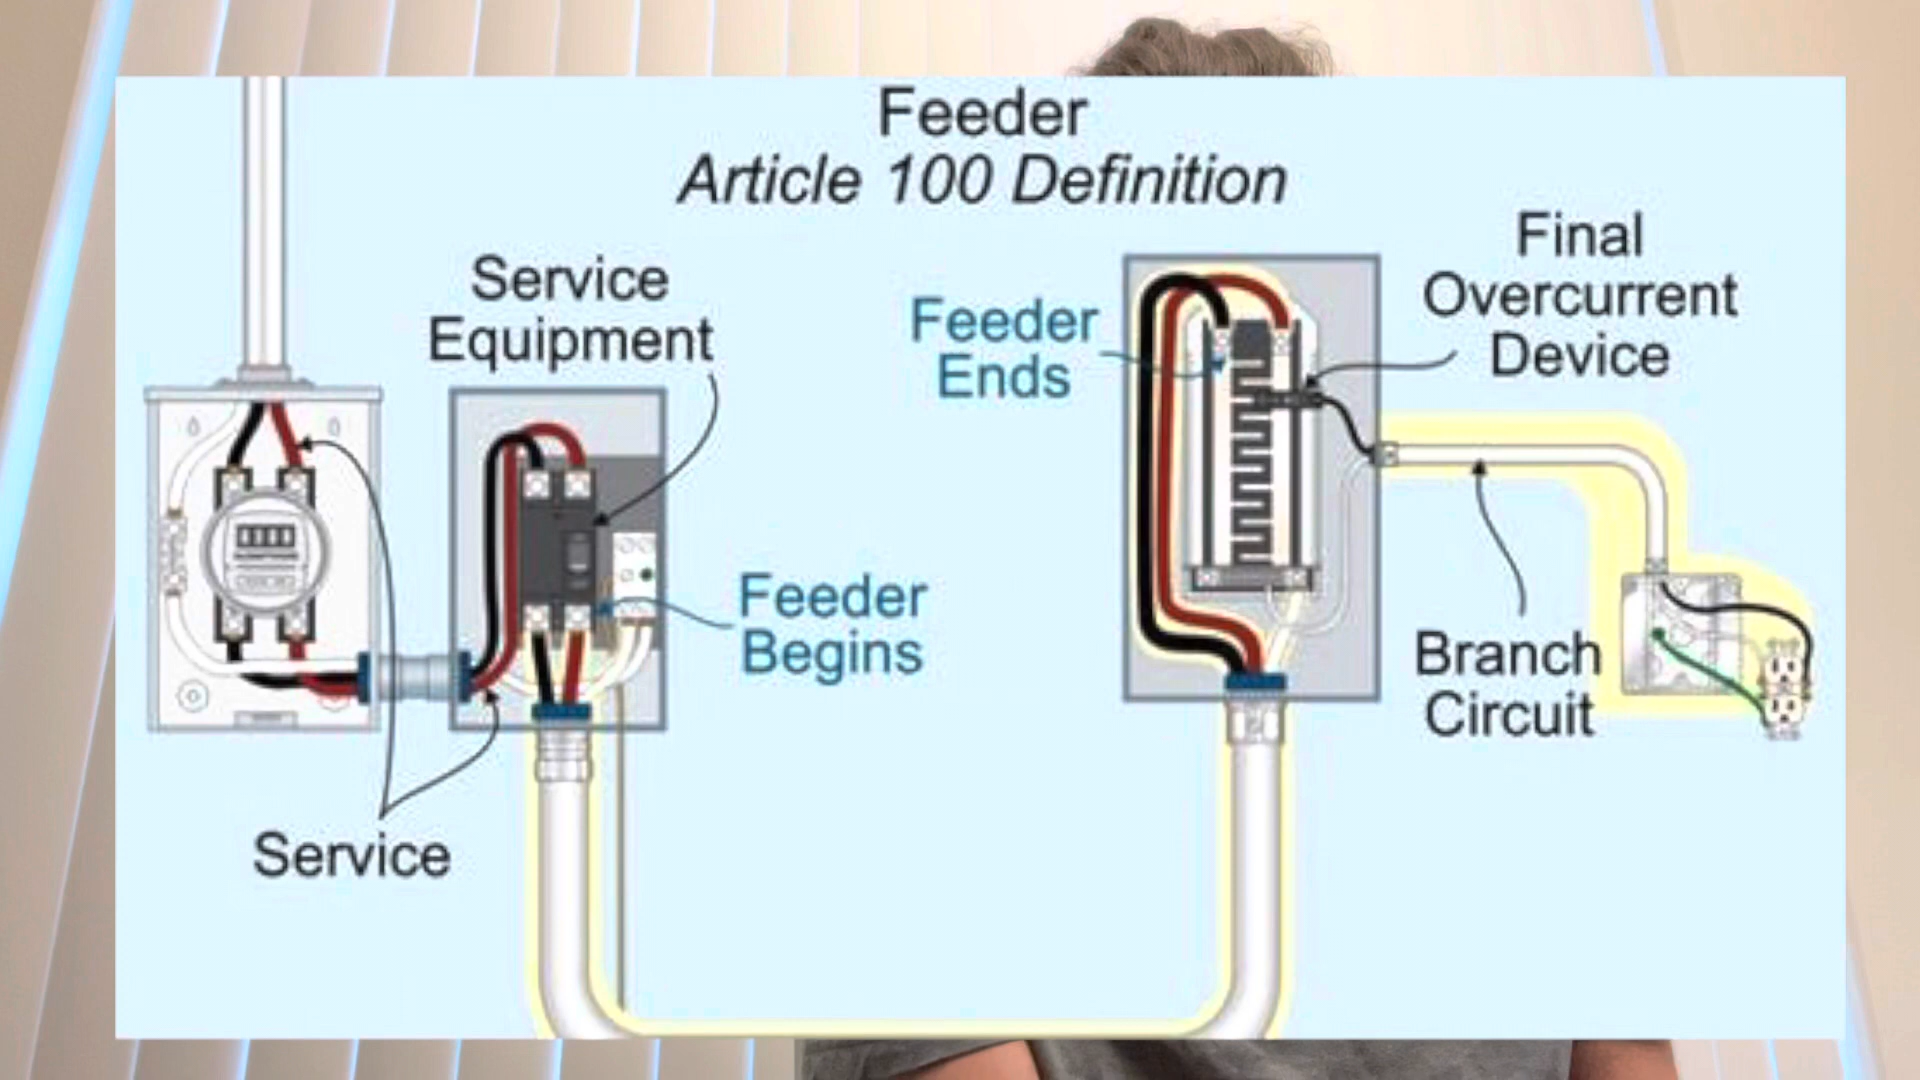 Feeder
Article 100 Definition
Service
Equipment
Feeder
Begins
Service
Feeder
Ends
Final
Overcurrent
Device
Branch
Circuit